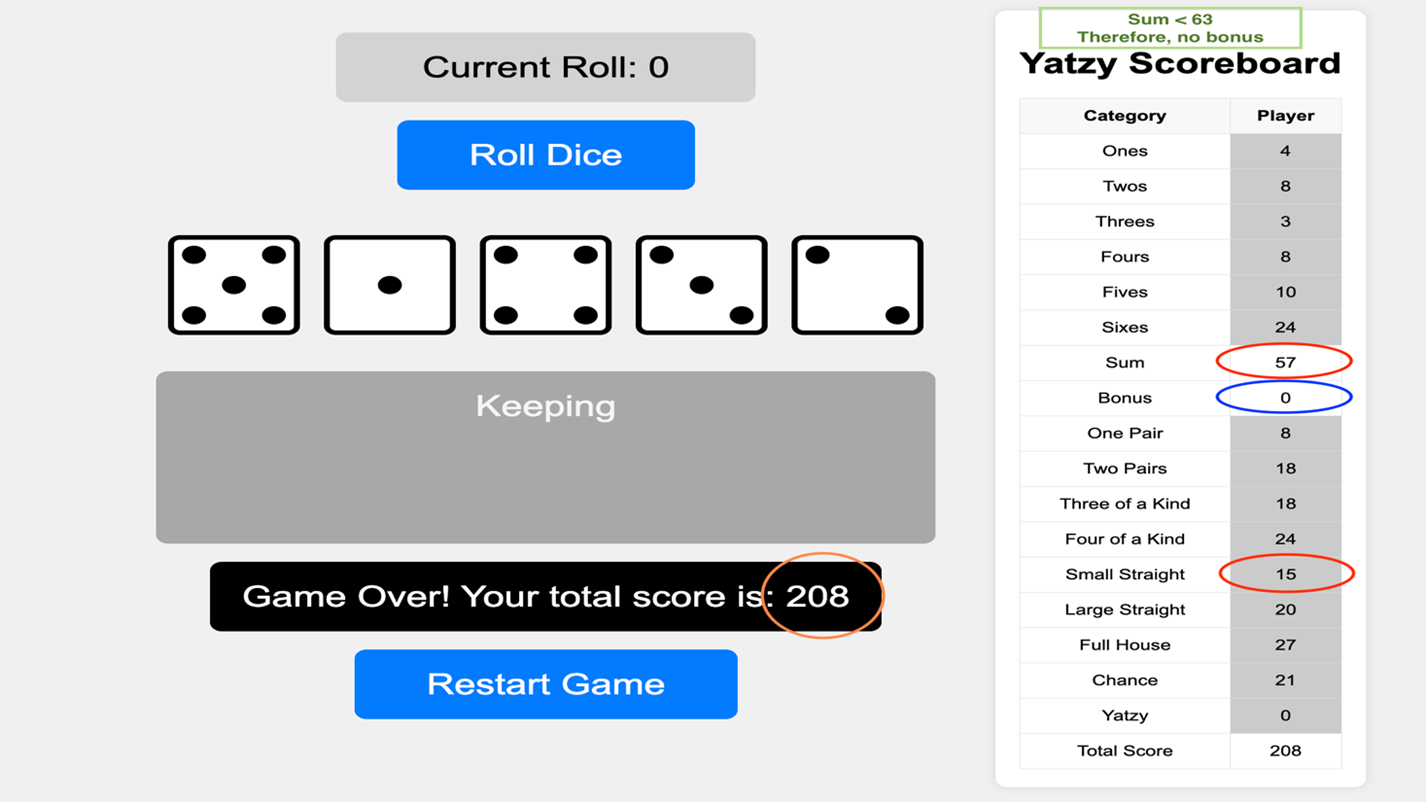 Current Roll: 0
Roll Dice
Keeping
Game Over! Your total score is: 208
Restart Game
Sum < 63
Therefore, no bonus
Yatzy Scoreboard
Category Player
Ones 4
Twos 8
Threes 3
Fours 8
Fives 10
Sixes 24
Sum 57
Bonus 0
One Pair 8
Two Pairs 18
Three of a Kind 18
Four of a Kind 24
Small Straight 15
Large Straight 20
Full House 27
Chance 21
Yatzy 0
Total Score 208